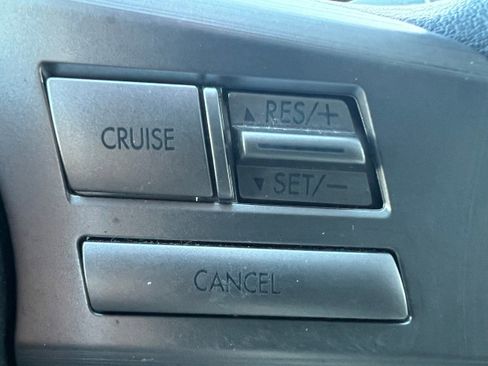 CRUISE
▲ RES/+
▼ SET/−
CANCEL